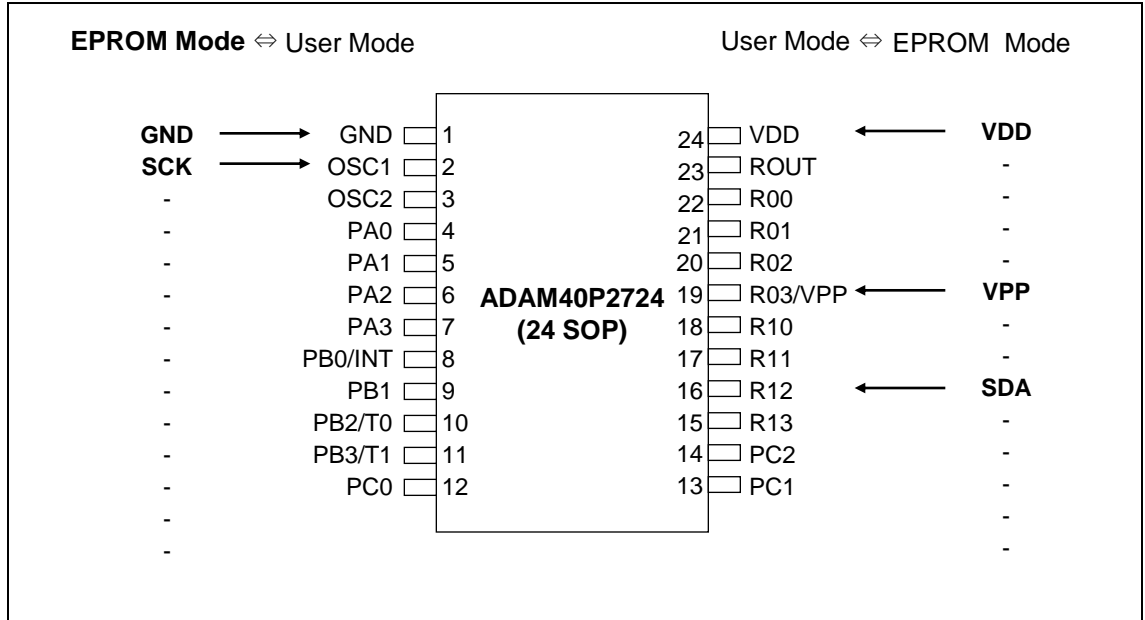 EPROM Mode ⇔ User Mode User Mode ⇔ EPROM Mode
GND GND 1 24 VDD VDD
SCK OSC1 2 23 ROUT -
- OSC2 3 22 R00 -
- PA0 4 21 R01 -
- PA1 5 20 R02 -
- PA2 6 ADAM40P2724 19 R03/VPP VPP
- PA3 7 (24 SOP) 18 R10 -
- PB0/INT 8 17 R11 -
- PB1 9 16 R12 SDA
- PB2/T0 10 15 R13 -
- PB3/T1 11 14 PC2 -
- PC0 12 13 PC1 -
- -
- -